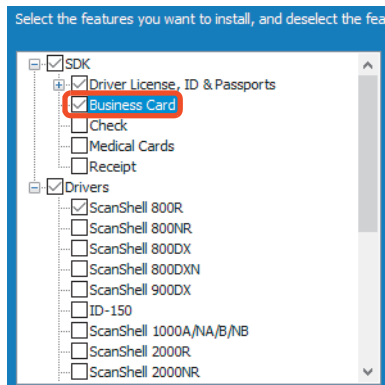 Select the features you want to install, and deselect the fea
SDK
Driver License, ID & Passports
Business Card
Check
Medical Cards
Receipt
Drivers
ScanShell 800R
ScanShell 800NR
ScanShell 800DX
ScanShell 800DXN
ScanShell 900DX
ID-150
ScanShell 1000A/NA/B/NB
ScanShell 2000R
ScanShell 2000NR